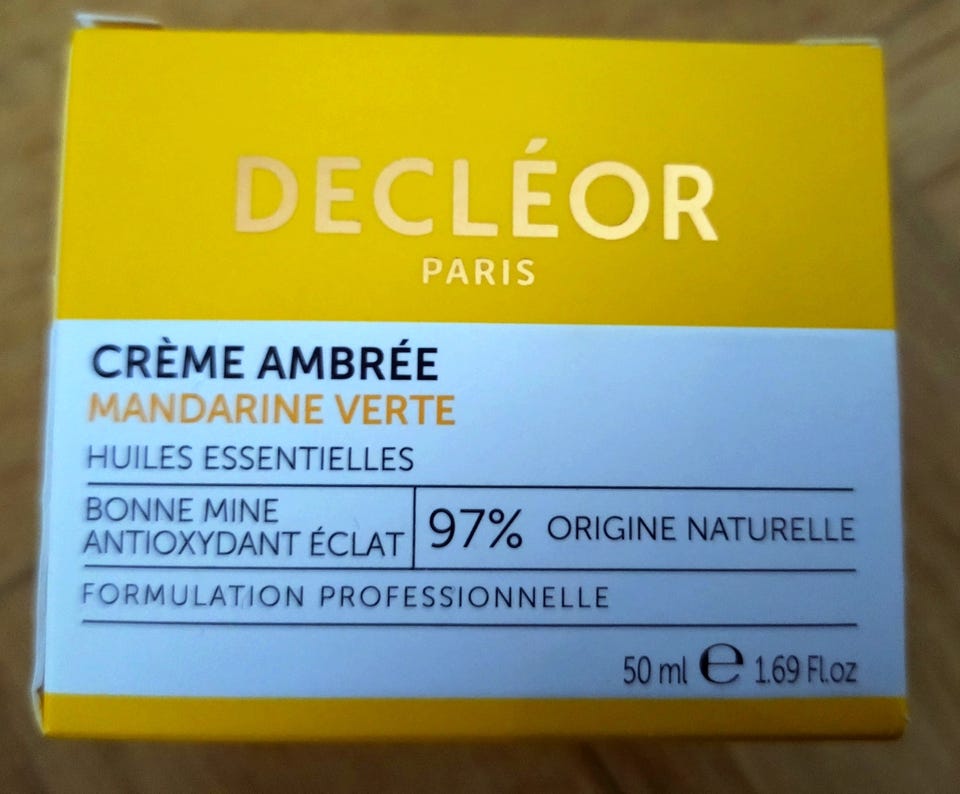 DECLÉOR
PARIS
CRÈME AMBRÉE
MANDARINE VERTE
HUILES ESSENTIELLES
BONNE MINE
ANTIOXYDANT ÉCLAT
97% ORIGINE NATURELLE
FORMULATION PROFESSIONNELLE
50 ml ℮ 1.69 Fl.oz